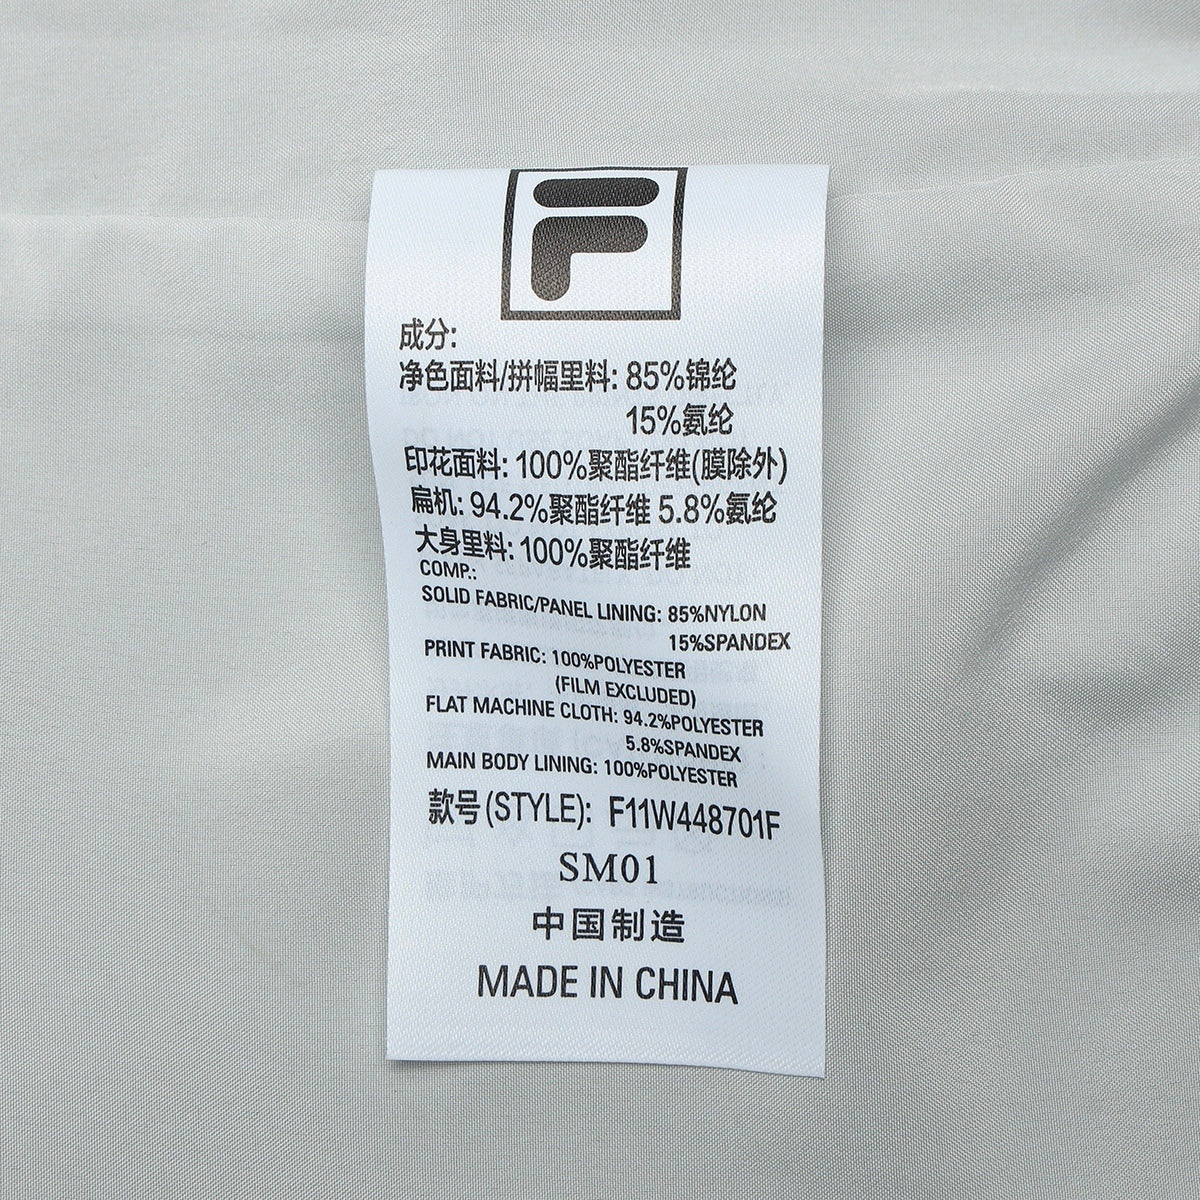 F
成分:
净色面料/拼幅里料: 85%锦纶
15%氨纶
印花面料: 100%聚酯纤维(膜除外)
扁机: 94.2%聚酯纤维 5.8%氨纶
大身里料: 100%聚酯纤维
COMP.:
SOLID FABRIC/PANEL LINING: 85%NYLON
15%SPANDEX
PRINT FABRIC: 100%POLYESTER
(FILM EXCLUDED)
FLAT MACHINE CLOTH: 94.2%POLYESTER
5.8%SPANDEX
MAIN BODY LINING: 100%POLYESTER
款号(STYLE): F11W448701F
SM01
中国制造
MADE IN CHINA